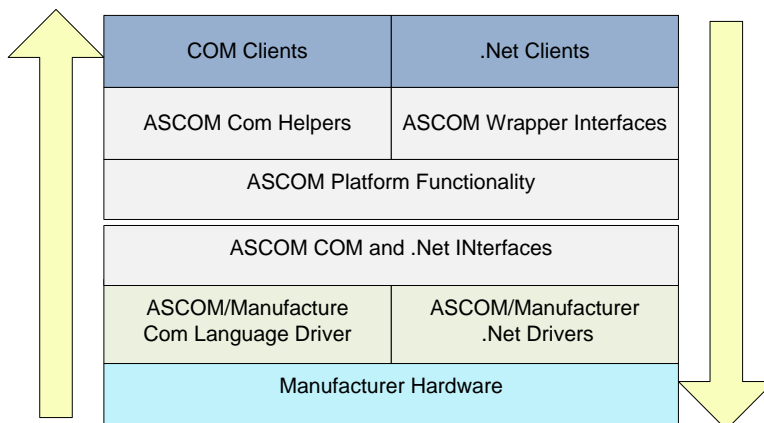 COM Clients
.Net Clients
ASCOM Com Helpers
ASCOM Wrapper Interfaces
ASCOM Platform Functionality
ASCOM COM and .Net INterfaces
ASCOM/Manufacture
Com Language Driver
ASCOM/Manufacturer
.Net Drivers
Manufacturer Hardware